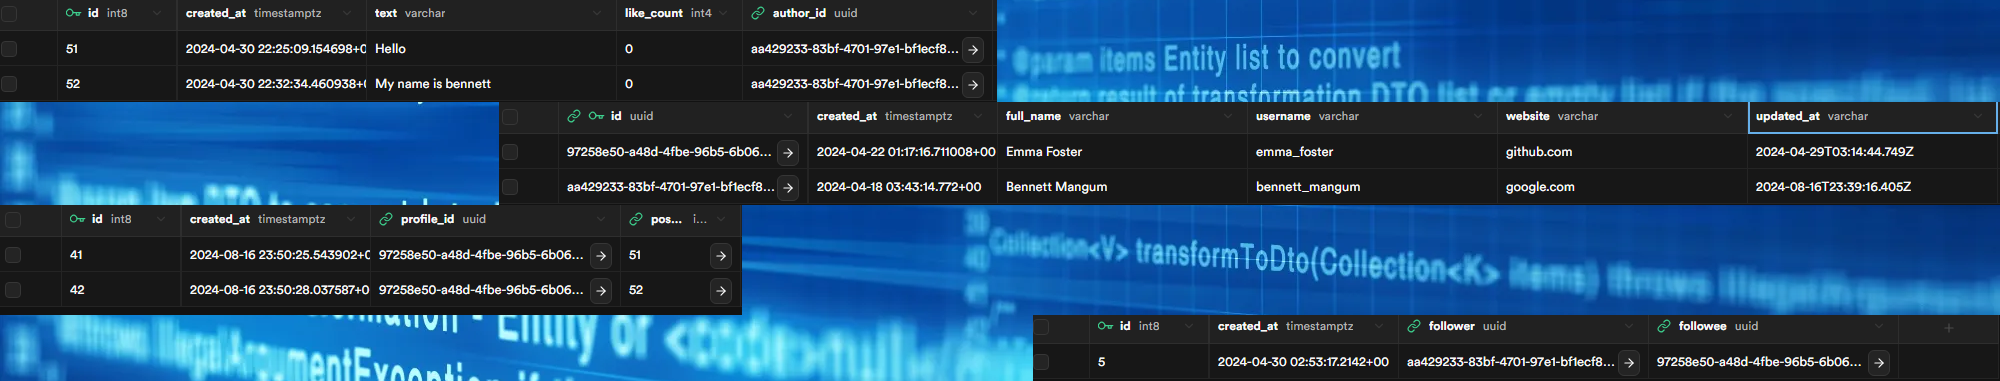 id int8 created_at timestamptz text varchar like_count int4 author_id uuid
51 2024-04-30 22:25:09.154698+0 Hello 0 aa429233-83bf-4701-97e1-bf1ecf8...
52 2024-04-30 22:32:34.460938+0 My name is bennett 0 aa429233-83bf-4701-97e1-bf1ecf8...
@param items Entity list to convert
@return result of transformation DTO list or entity list if the
id uuid created_at timestamptz full_name varchar username varchar website varchar updated_at varchar
97258e50-a48d-4fbe-96b5-6b06... 2024-04-22 01:17:16.711008+00 Emma Foster emma_foster github.com 2024-04-29T03:14:44.749Z
aa429233-83bf-4701-97e1-bf1ecf8... 2024-04-18 03:43:14.772+00 Bennett Mangum bennett_mangum google.com 2024-08-16T23:39:16.405Z
id int8 created_at timestamptz profile_id uuid pos... i...
41 2024-08-16 23:50:25.543902+0 97258e50-a48d-4fbe-96b5-6b06... 51
42 2024-08-16 23:50:28.037587+0 97258e50-a48d-4fbe-96b5-6b06... 52
Collection<V> transformToDto(Collection<K> items) throws
Entity or
id int8 created_at timestamptz follower uuid followee uuid
5 2024-04-30 02:53:17.2142+00 aa429233-83bf-4701-97e1-bf1ecf8... 97258e50-a48d-4fbe-96b5-6b06...